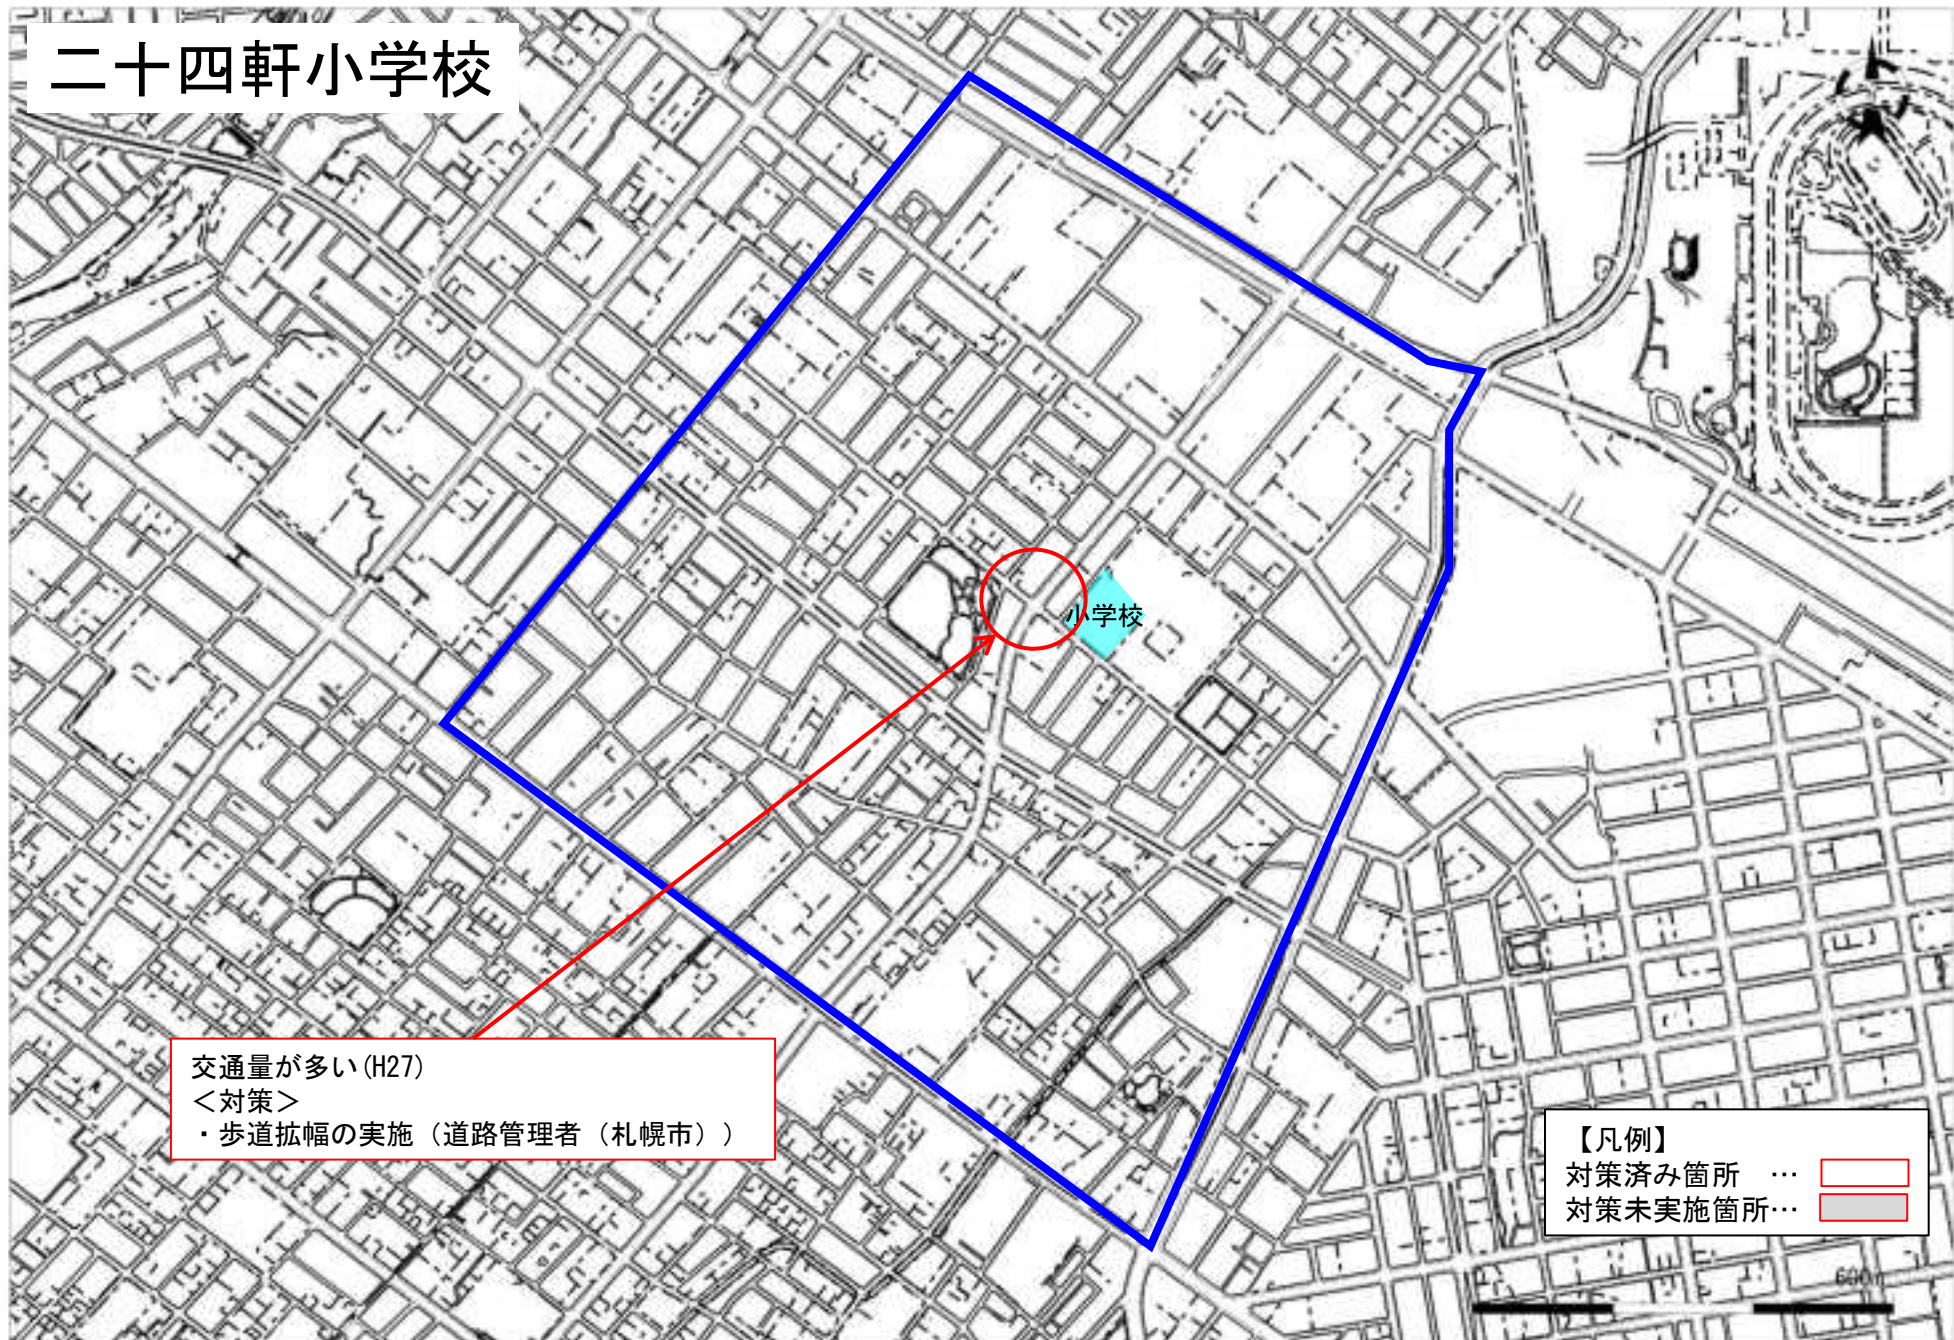 二十四軒小学校
小学校
交通量が多い(H27)
＜対策＞
・歩道拡幅の実施（道路管理者（札幌市））
【凡例】
対策済み箇所　…
対策未実施箇所…
600m